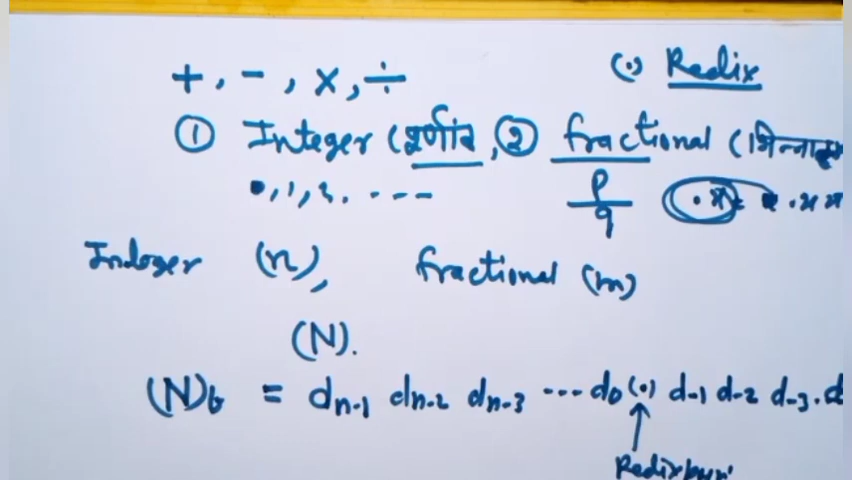 +, -, x, ÷ (.) Redix
① Integer (पूर्णांक, ② fractional (भिन्नात्म
0, 1, 2, - - - -
p/q
Integer (n), fractional (m)
(N).
(N)b = dn-1 dn-2 dn-3 --- d0 (.) d-1 d-2 d-3 . d